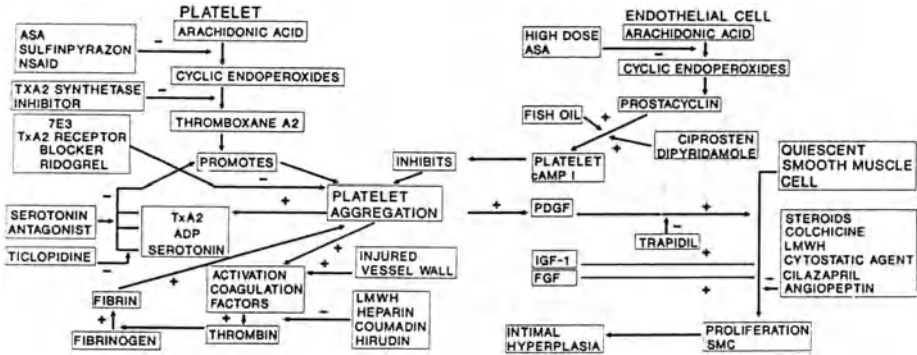 PLATELET
ARACHIDONIC ACID
ASA
SULFINPYRAZON
NSAID
–
CYCLIC ENDOPEROXIDES
TXA2 SYNTHETASE
INHIBITOR
–
THROMBOXANE A2
7E3
TxA2 RECEPTOR
BLOCKER
RIDOGREL
PROMOTES
–
INHIBITS
PLATELET
AGGREGATION
–
+
SEROTONIN
ANTAGONIST
TxA2
ADP
SEROTONIN
TICLOPIDINE
–
+
+
+
INJURED
VESSEL WALL
ACTIVATION
COAGULATION
FACTORS
FIBRIN
+
+
–
LMWH
HEPARIN
COUMADIN
HIRUDIN
FIBRINOGEN
THROMBIN
ENDOTHELIAL CELL
ARACHIDONIC ACID
HIGH DOSE
ASA
–
CYCLIC ENDOPEROXIDES
PROSTACYCLIN
FISH OIL
+
+
CIPROSTEN
DIPYRIDAMOLE
PLATELET
cAMP I
QUIESCENT
SMOOTH MUSCLE
CELL
+
PDGF
+
–
TRAPIDIL
STEROIDS
COLCHICINE
LMWH
CYTOSTATIC AGENT
CILAZAPRIL
ANGIOPEPTIN
IGF-1
+
FGF
+
–
INTIMAL
HYPERPLASIA
PROLIFERATION
SMC